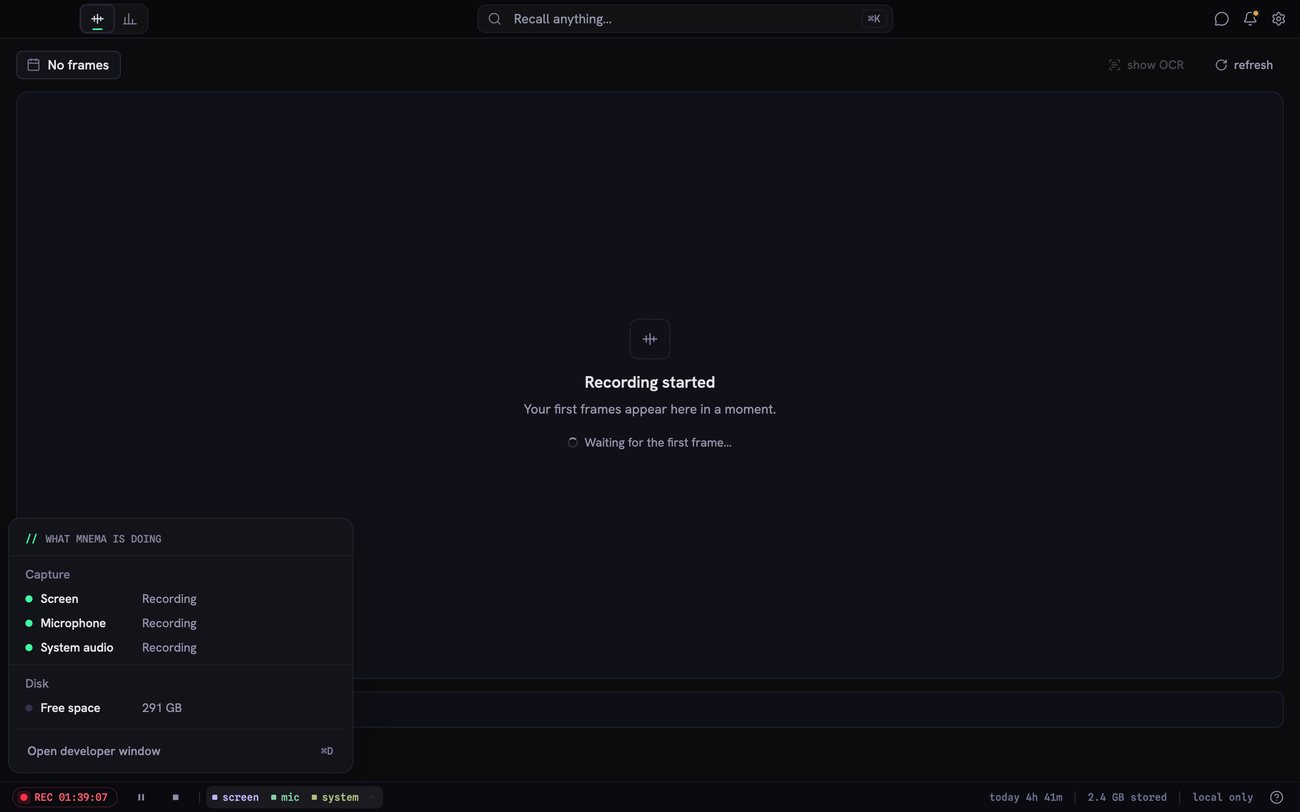 Recall anything... ⌘K
No frames
show OCR
refresh
Recording started
Your first frames appear here in a moment.
Waiting for the first frame...
// WHAT MNEMA IS DOING
Capture
Screen Recording
Microphone Recording
System audio Recording
Disk
Free space 291 GB
Open developer window ⌘D
REC 01:39:07 screen mic system today 4h 41m 2.4 GB stored local only